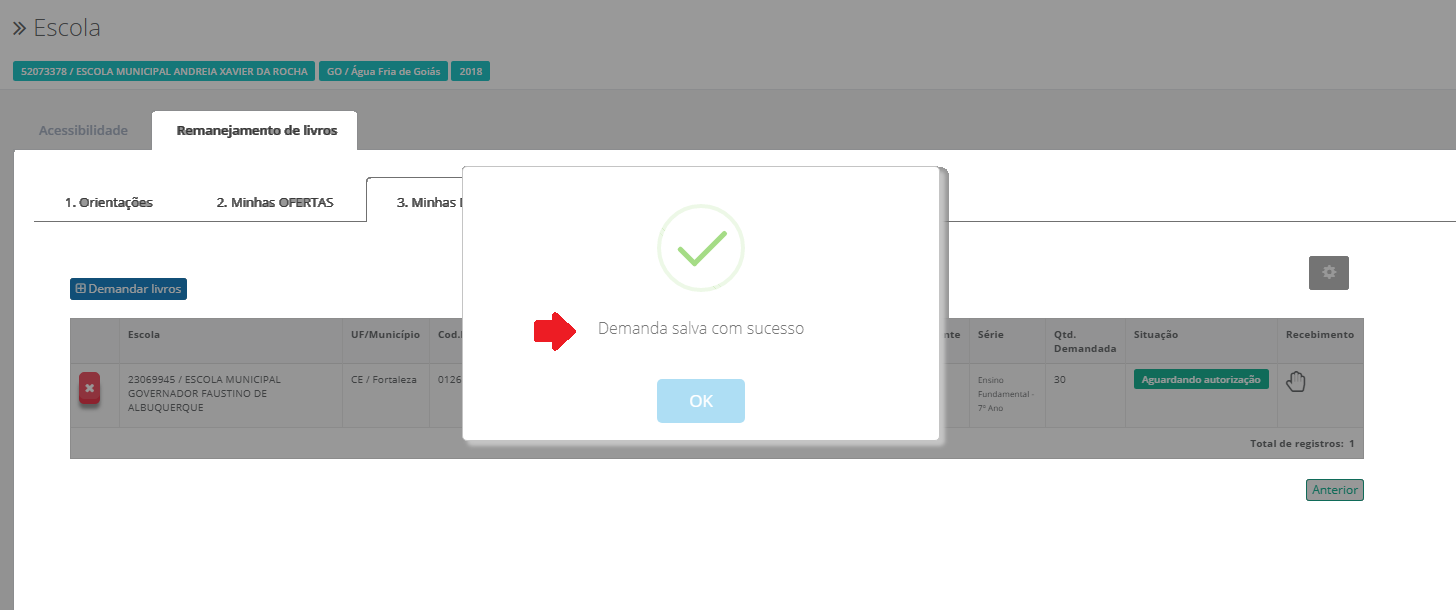 Escola
52073378 / ESCOLA MUNICIPAL ANDREIA XAVIER DA ROCHA GO / Água Fria de Goiás 2018
Acessibilidade Remanejamento de livros
1. Orientações 2. Minhas OFERTAS 3. Minhas
Demandar livros
Demanda salva com sucesso
OK
Escola UF/Município Cod. Série Qtd. Demandada Situação Recebimento
23069945 / ESCOLA MUNICIPAL
GOVERNADOR FAUSTINO DE
ALBUQUERQUE
CE / Fortaleza 0126
Ensino
Fundamental -
7º Ano
30 Aguardando autorização
Total de registros: 1
Anterior